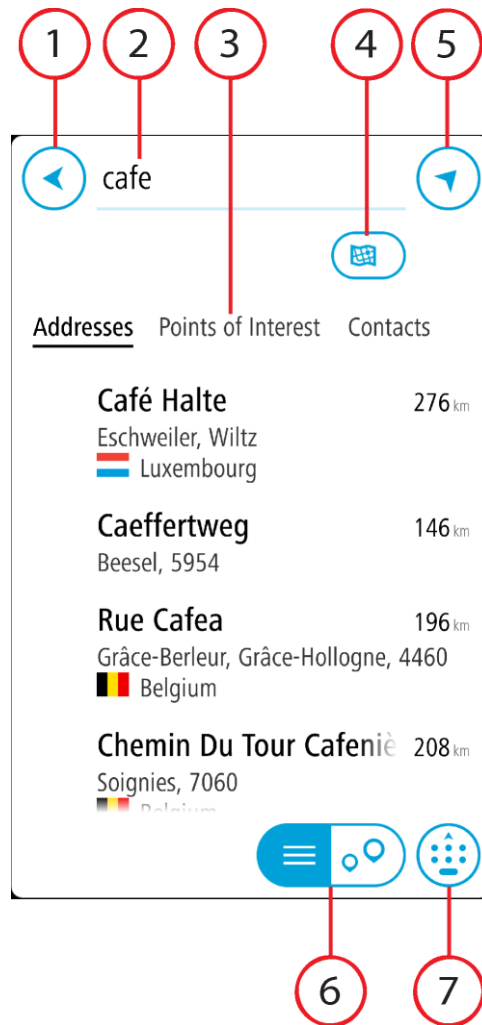 1 2 3 4 5
cafe
Addresses Points of Interest Contacts
Café Halte 276 km
Eschweiler, Wiltz
Luxembourg
Caeffertweg 146 km
Beesel, 5954
Rue Cafea 196 km
Grâce-Berleur, Grâce-Hollogne, 4460
Belgium
Chemin Du Tour Cafeniè 208 km
Soignies, 7060
Belgium
6 7